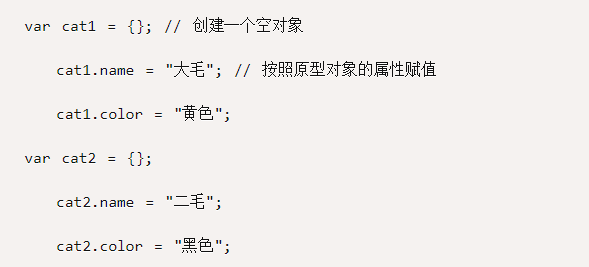 var cat1 = {}; // 创建一个空对象
cat1.name = "大毛"; // 按照原型对象的属性赋值
cat1.color = "黄色";
var cat2 = {};
cat2.name = "二毛";
cat2.color = "黑色";